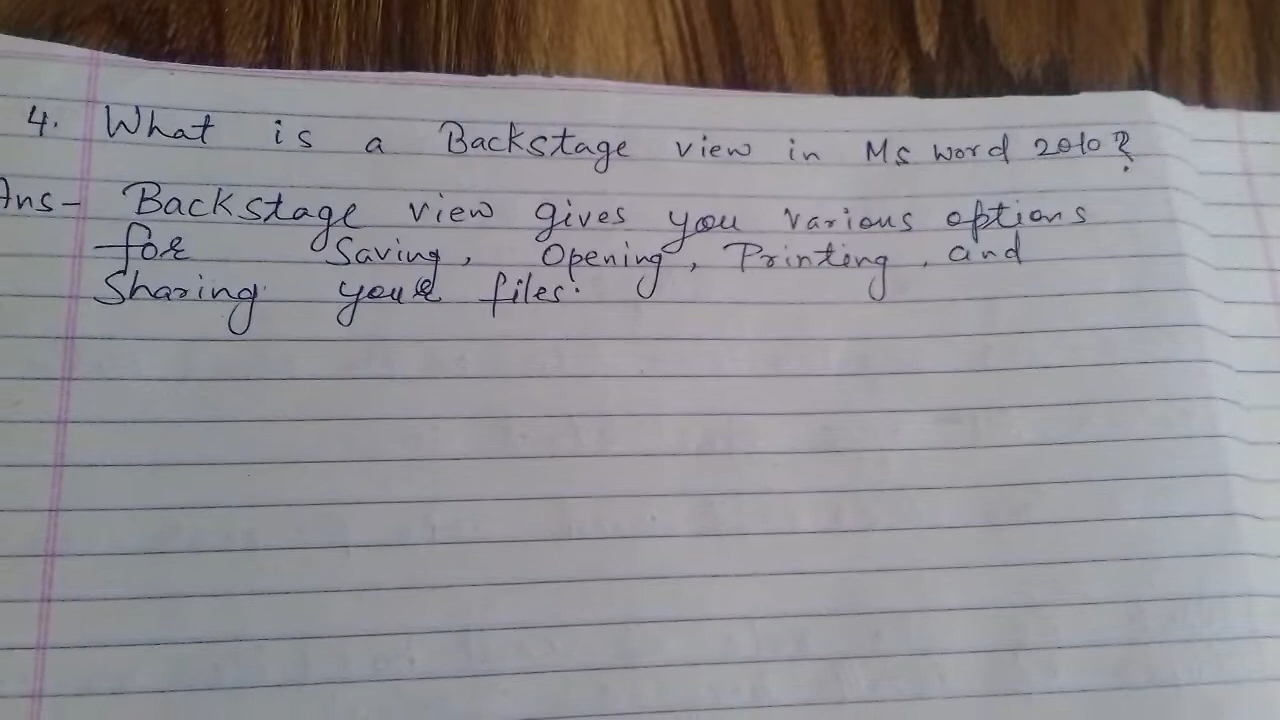 4. What is a Backstage view in Ms Word 2010?
Ans- Backstage view gives you various options
for Saving, Opening, Printing, and
Sharing your files.